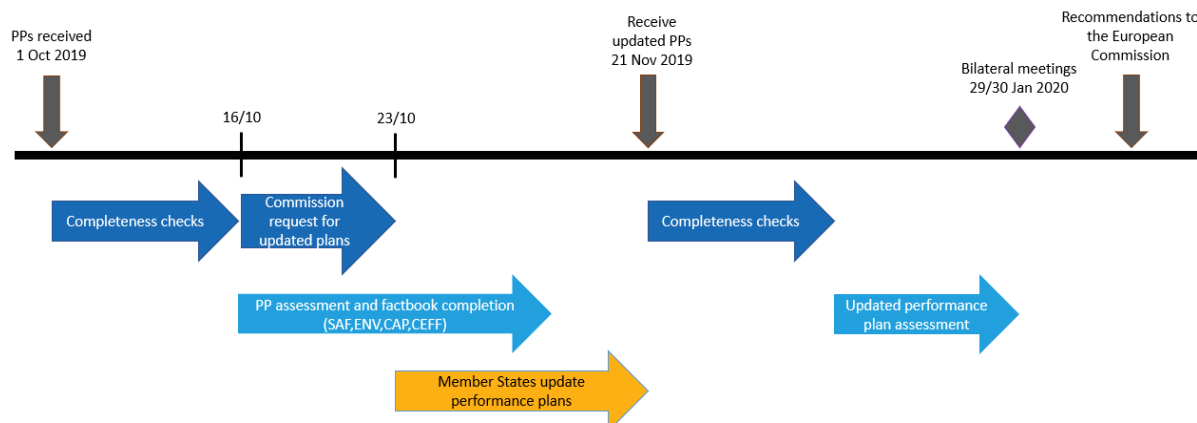 PPs received
1 Oct 2019
16/10
23/10
Receive
updated PPs
21 Nov 2019
Bilateral meetings
29/30 Jan 2020
Recommendations to
the European
Commission
Completeness checks
Commission
request for
updated plans
Completeness checks
PP assessment and factbook completion
(SAF,ENV,CAP,CEFF)
Updated performance
plan assessment
Member States update
performance plans